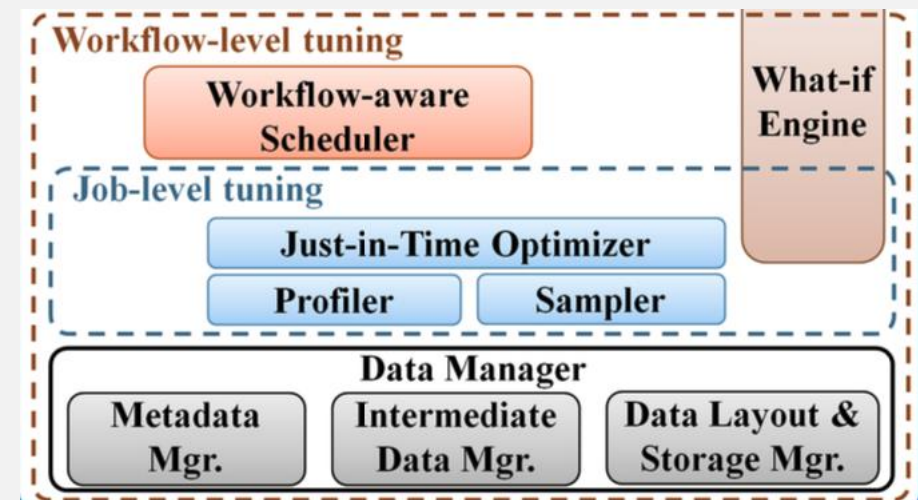 Workflow-level tuning
Workflow-aware
Scheduler
What-if
Engine
Job-level tuning
Just-in-Time Optimizer
Profiler
Sampler
Data Manager
Metadata
Mgr.
Intermediate
Data Mgr.
Data Layout &
Storage Mgr.